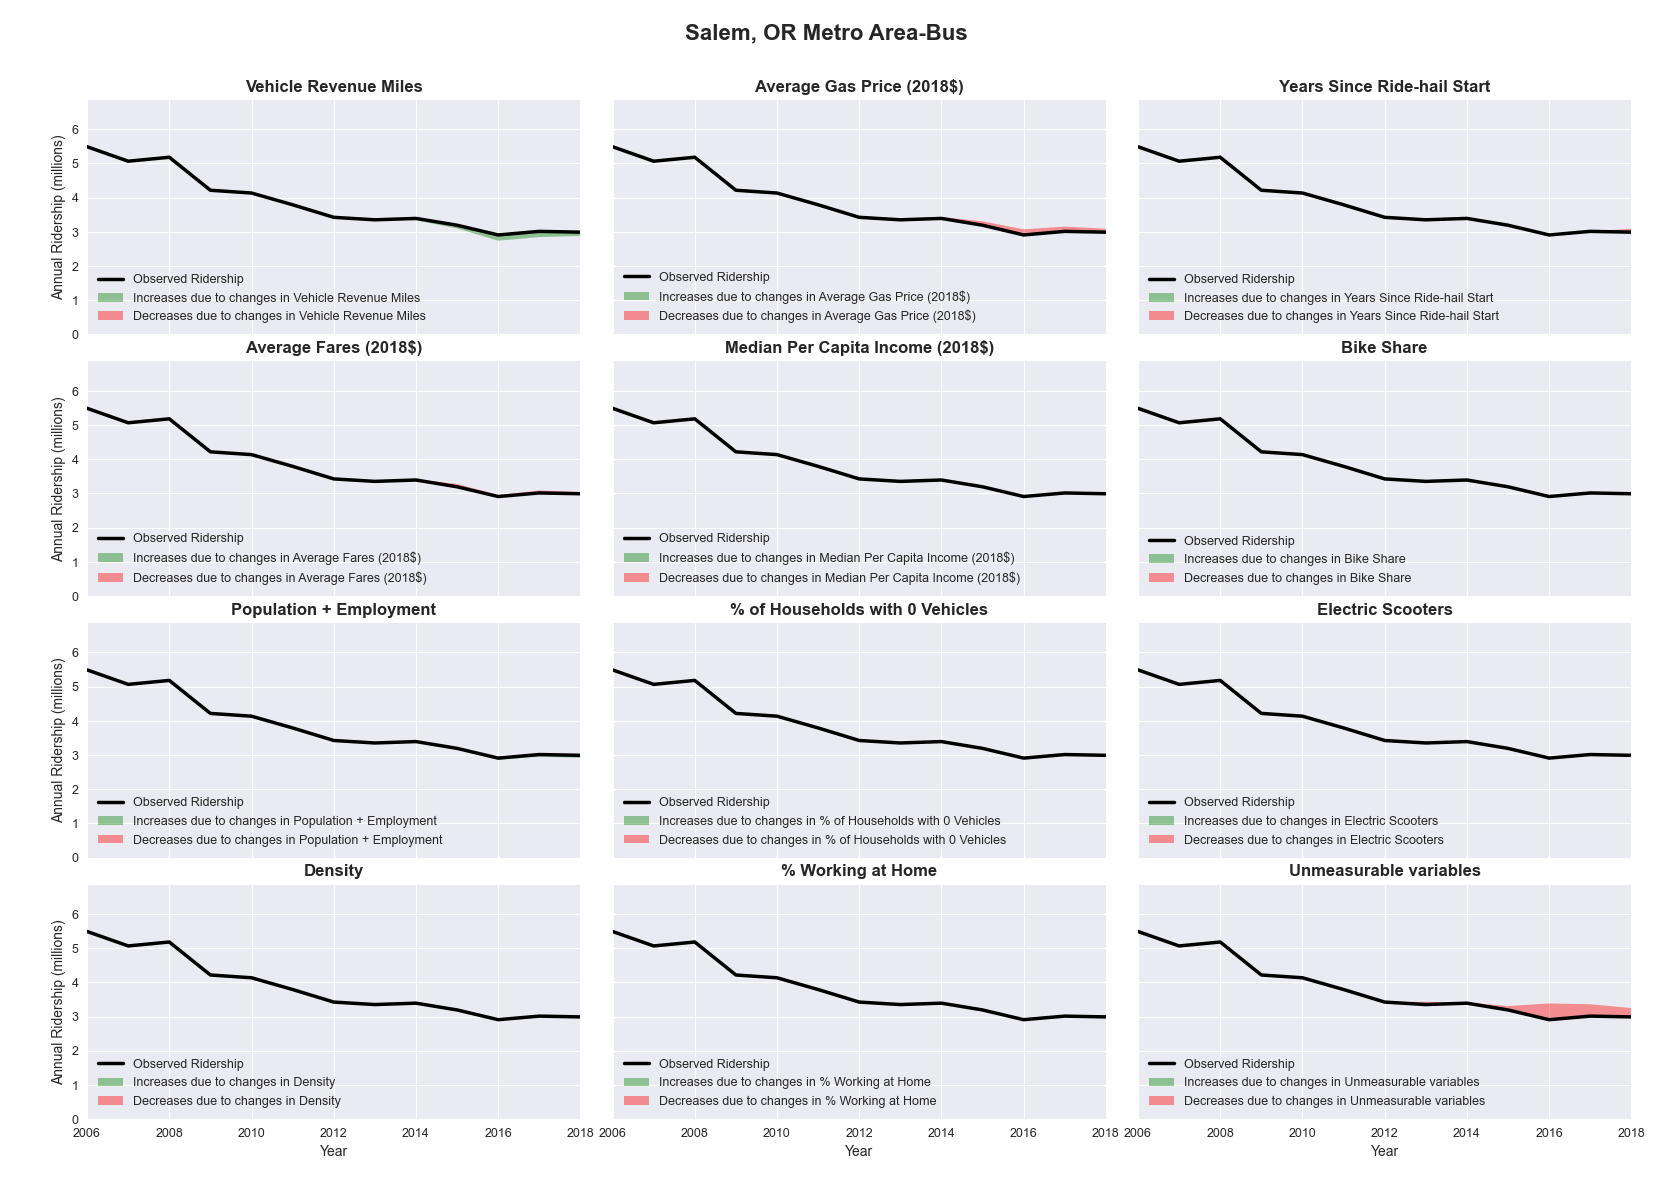 Salem, OR Metro Area-Bus
Vehicle Revenue Miles
Annual Ridership (millions)
6
5
4
3
2
1
0
Observed Ridership
Increases due to changes in Vehicle Revenue Miles
Decreases due to changes in Vehicle Revenue Miles
Average Gas Price (2018$)
Observed Ridership
Increases due to changes in Average Gas Price (2018$)
Decreases due to changes in Average Gas Price (2018$)
Years Since Ride-hail Start
Observed Ridership
Increases due to changes in Years Since Ride-hail Start
Decreases due to changes in Years Since Ride-hail Start
Average Fares (2018$)
Annual Ridership (millions)
6
5
4
3
2
1
0
Observed Ridership
Increases due to changes in Average Fares (2018$)
Decreases due to changes in Average Fares (2018$)
Median Per Capita Income (2018$)
Observed Ridership
Increases due to changes in Median Per Capita Income (2018$)
Decreases due to changes in Median Per Capita Income (2018$)
Bike Share
Observed Ridership
Increases due to changes in Bike Share
Decreases due to changes in Bike Share
Population + Employment
Annual Ridership (millions)
6
5
4
3
2
1
0
Observed Ridership
Increases due to changes in Population + Employment
Decreases due to changes in Population + Employment
% of Households with 0 Vehicles
Observed Ridership
Increases due to changes in % of Households with 0 Vehicles
Decreases due to changes in % of Households with 0 Vehicles
Electric Scooters
Observed Ridership
Increases due to changes in Electric Scooters
Decreases due to changes in Electric Scooters
Density
Annual Ridership (millions)
6
5
4
3
2
1
0
Observed Ridership
Increases due to changes in Density
Decreases due to changes in Density
2006 2008 2010 2012 2014 2016 2018
Year
% Working at Home
Observed Ridership
Increases due to changes in % Working at Home
Decreases due to changes in % Working at Home
2006 2008 2010 2012 2014 2016 2018
Year
Unmeasurable variables
Observed Ridership
Increases due to changes in Unmeasurable variables
Decreases due to changes in Unmeasurable variables
2006 2008 2010 2012 2014 2016 2018
Year